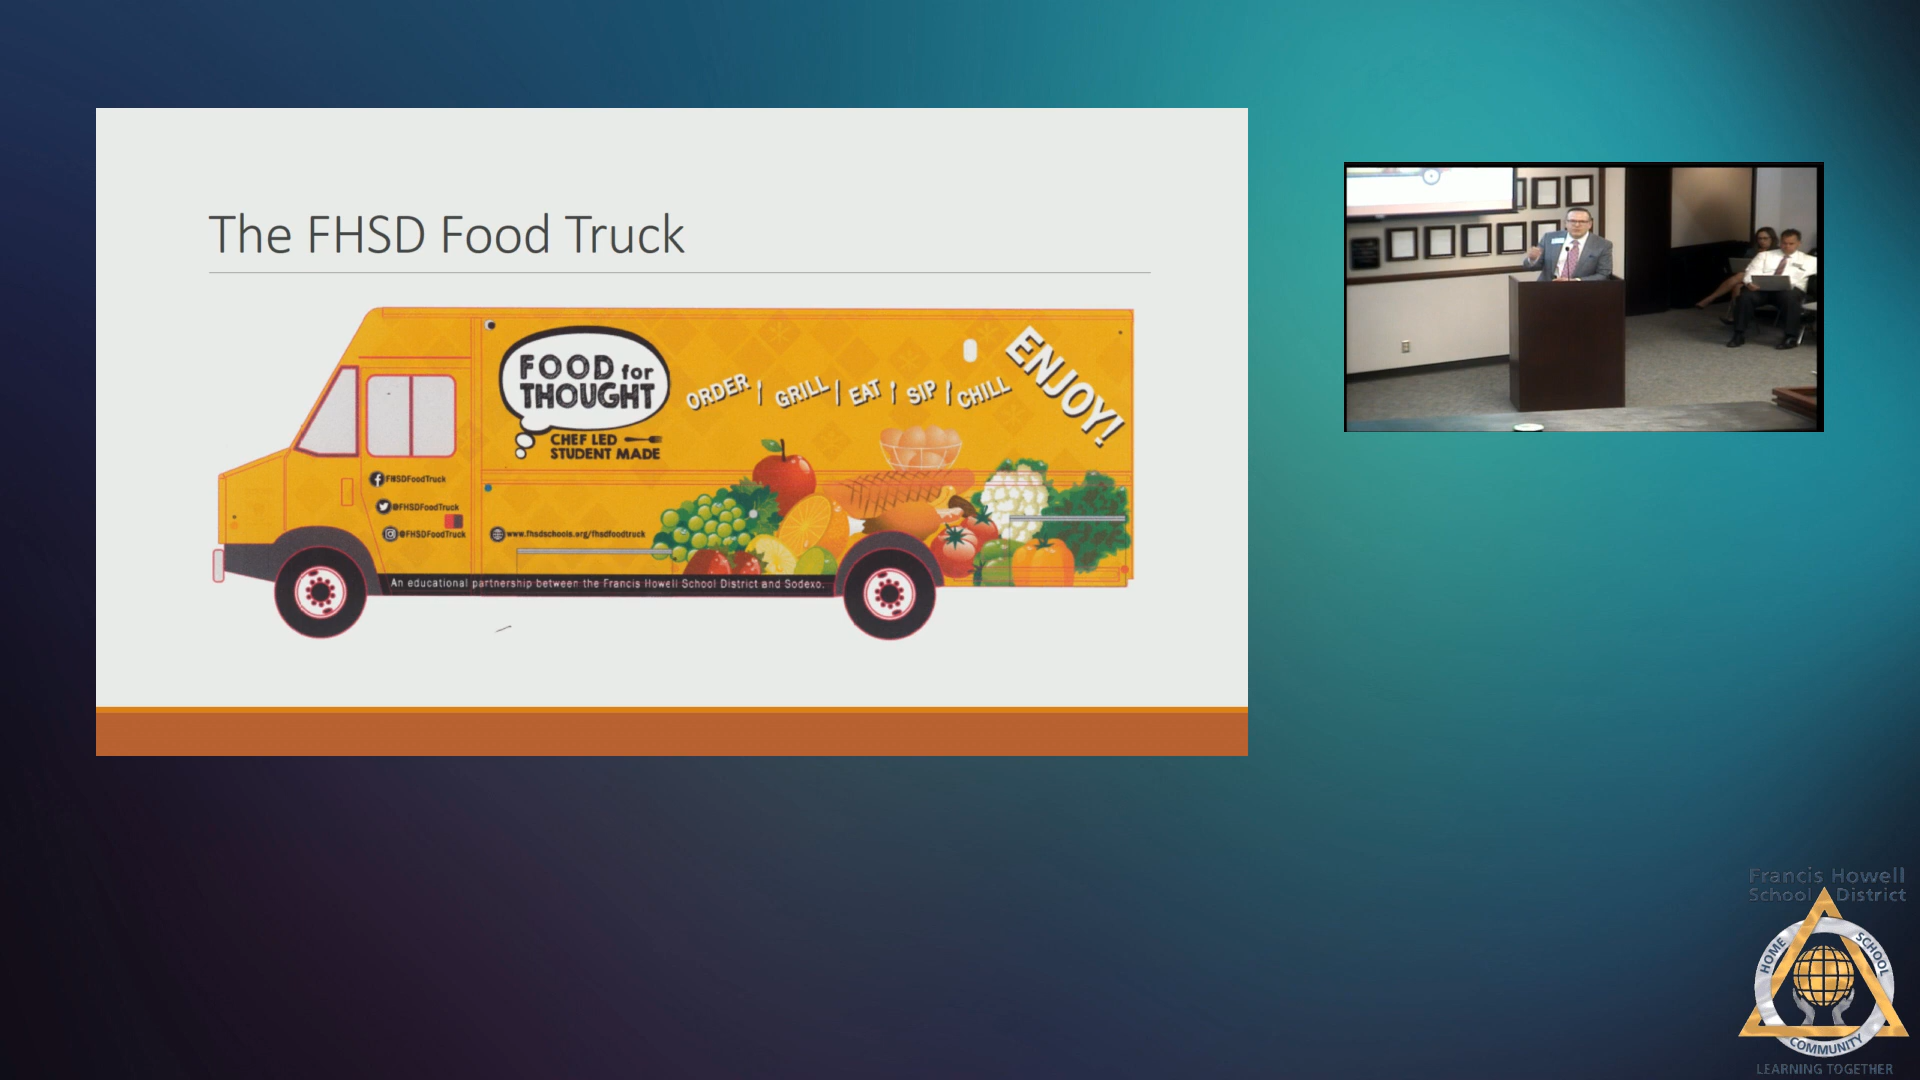 The FHSD Food Truck
FOOD for
THOUGHT
CHEF LED
STUDENT MADE
ORDER / GRILL / EAT / SIP / CHILL
ENJOY!
FHSDFoodTruck
@FHSDFoodTruck
@FHSDFoodTruck
www.fhsdschools.org/fhsdfoodtruck
An educational partnership between the Francis Howell School District and Sodexo.
Francis Howell
School District
HOME
SCHOOL
COMMUNITY
LEARNING TOGETHER